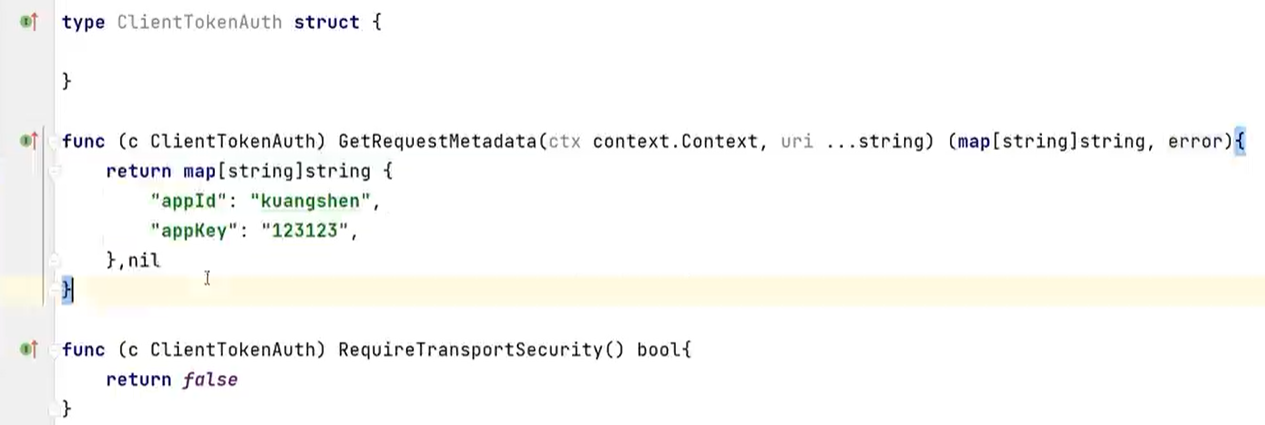 type ClientTokenAuth struct {
}
func (c ClientTokenAuth) GetRequestMetadata(ctx context.Context, uri ...string) (map[string]string, error){
    return map[string]string {
        "appId": "kuangshen",
        "appKey": "123123",
    },nil
}
func (c ClientTokenAuth) RequireTransportSecurity() bool{
    return false
}